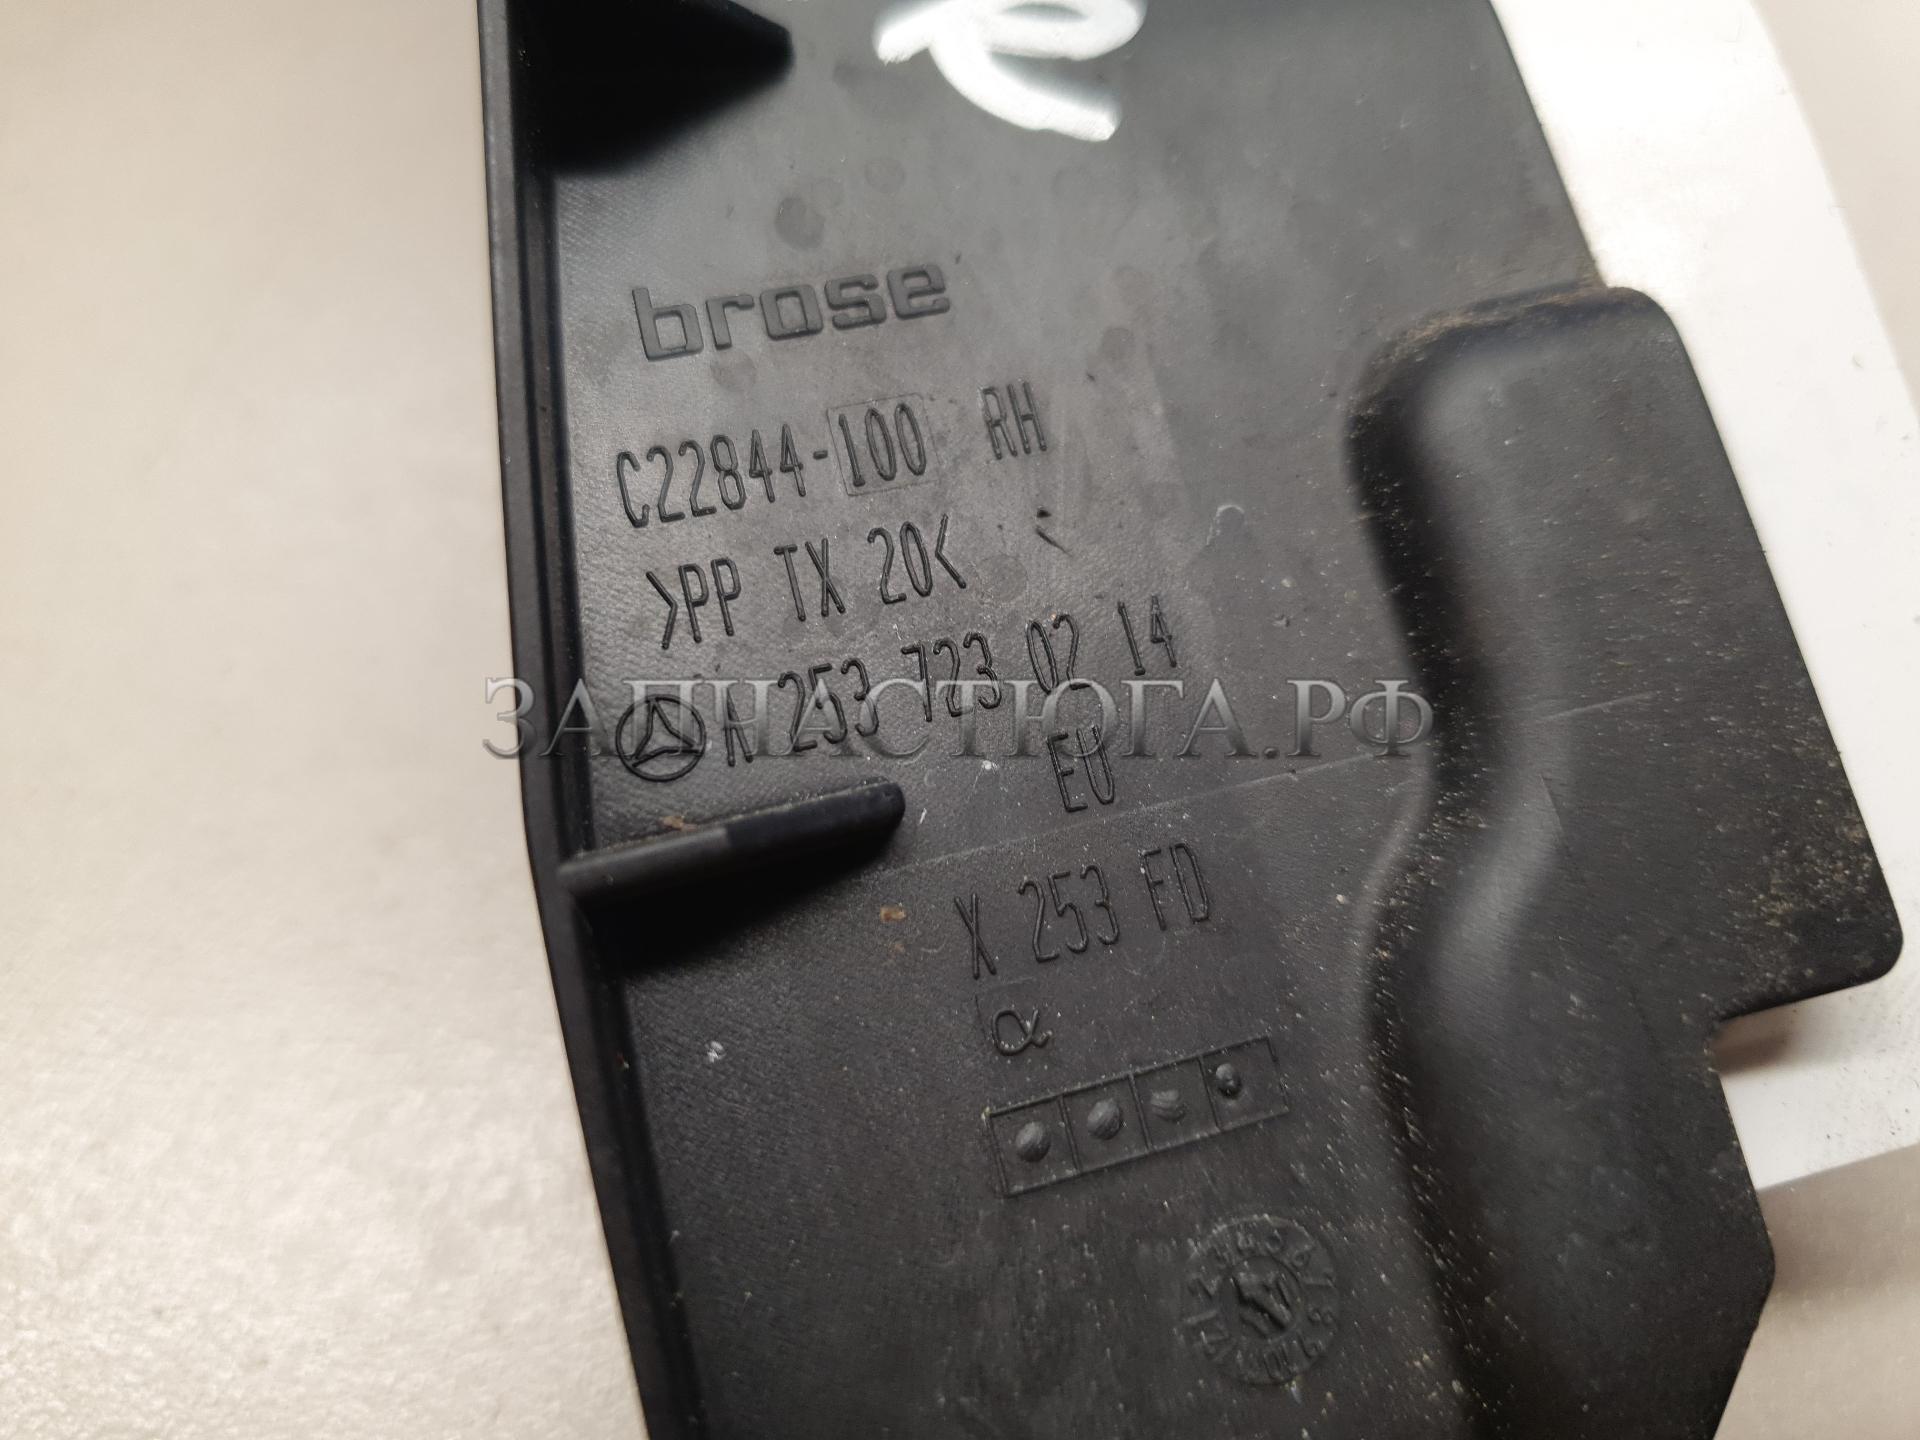 brose
C22844-100 RH
>PP TX 20<
A 253 723 02 14
ЗАПЧАСТЮГА.РФ
EU
X 253 FD
α